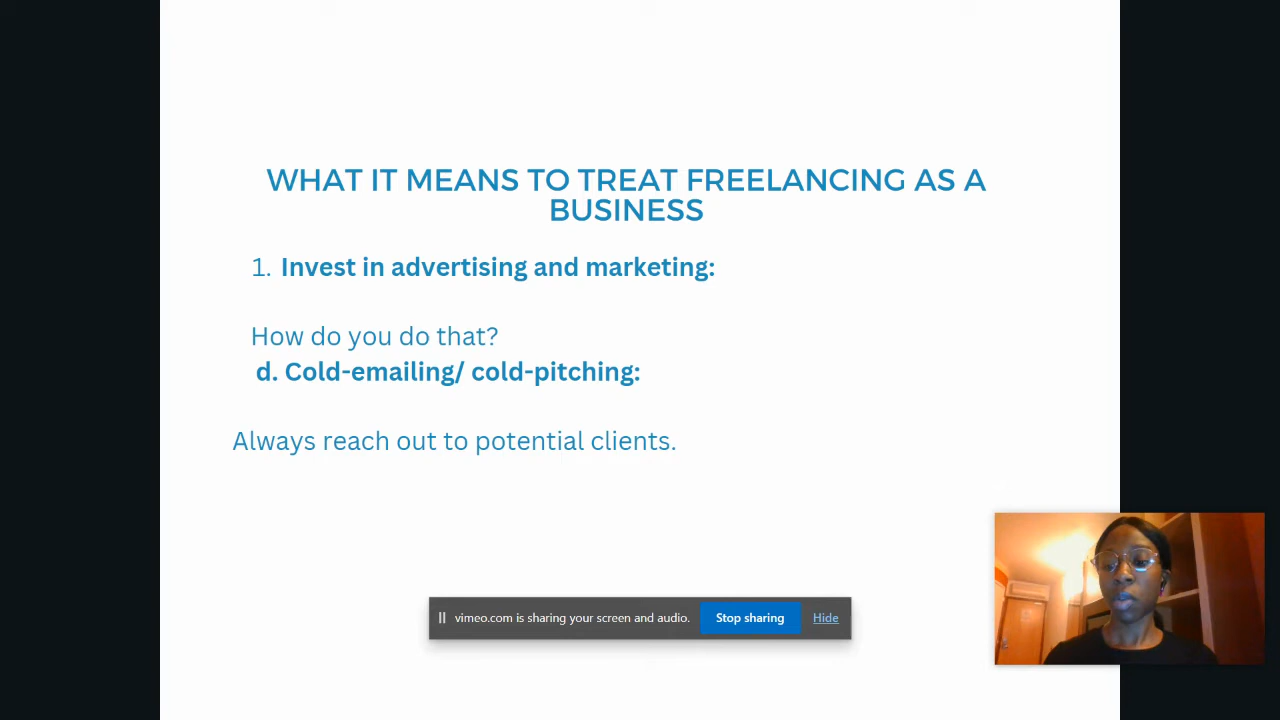 WHAT IT MEANS TO TREAT FREELANCING AS A
BUSINESS
1. Invest in advertising and marketing:
How do you do that?
d. Cold-emailing/ cold-pitching:
Always reach out to potential clients.
vimeo.com is sharing your screen and audio. Stop sharing Hide